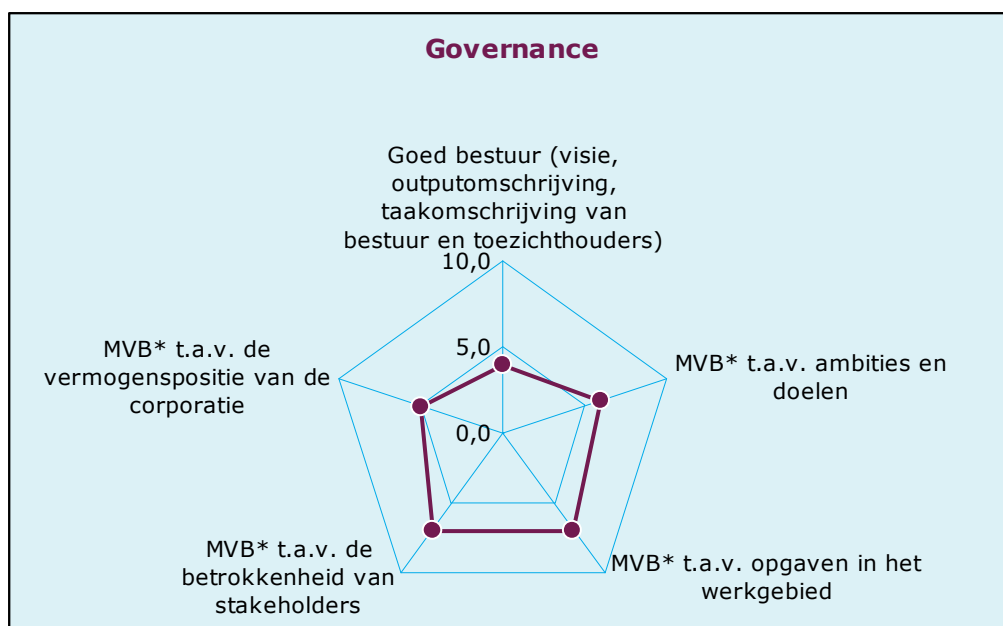 Governance
Goed bestuur (visie,
outputomschrijving,
taakomschrijving van
bestuur en toezichthouders)
10,0
MVB* t.a.v. de
vermogenspositie van de
corporatie
5,0
MVB* t.a.v. ambities en
doelen
0,0
MVB* t.a.v. de
betrokkenheid van
stakeholders
MVB* t.a.v. opgaven in het
werkgebied